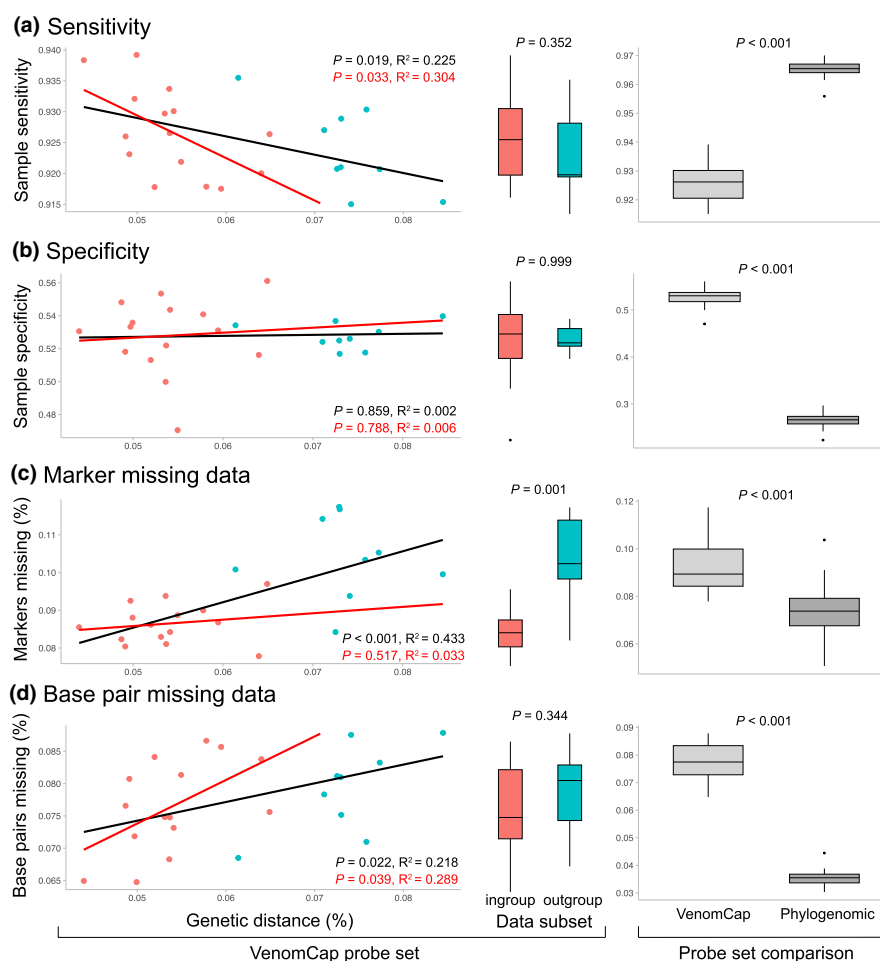 (a) Sensitivity
Sample sensitivity
0.940
0.935
0.930
0.925
0.920
0.915
0.05
0.06
0.07
0.08
P = 0.019, R² = 0.225
P = 0.033, R² = 0.304
P = 0.352
P < 0.001
0.97
0.96
0.95
0.94
0.93
0.92
(b) Specificity
Sample specificity
0.56
0.54
0.52
0.50
0.48
0.05
0.06
0.07
0.08
P = 0.859, R² = 0.002
P = 0.788, R² = 0.006
P = 0.999
P < 0.001
0.5
0.4
0.3
(c) Marker missing data
Markers missing (%)
0.11
0.10
0.09
0.08
0.05
0.06
0.07
0.08
P < 0.001, R² = 0.433
P = 0.517, R² = 0.033
P = 0.001
P < 0.001
0.12
0.10
0.08
0.06
(d) Base pair missing data
Base pairs missing (%)
0.085
0.080
0.075
0.070
0.065
0.05
0.06
0.07
0.08
P = 0.022, R² = 0.218
P = 0.039, R² = 0.289
P = 0.344
P < 0.001
0.09
0.08
0.07
0.06
0.05
0.04
0.03
ingroup outgroup
VenomCap Phylogenomic
Genetic distance (%)
Data subset
VenomCap probe set
Probe set comparison